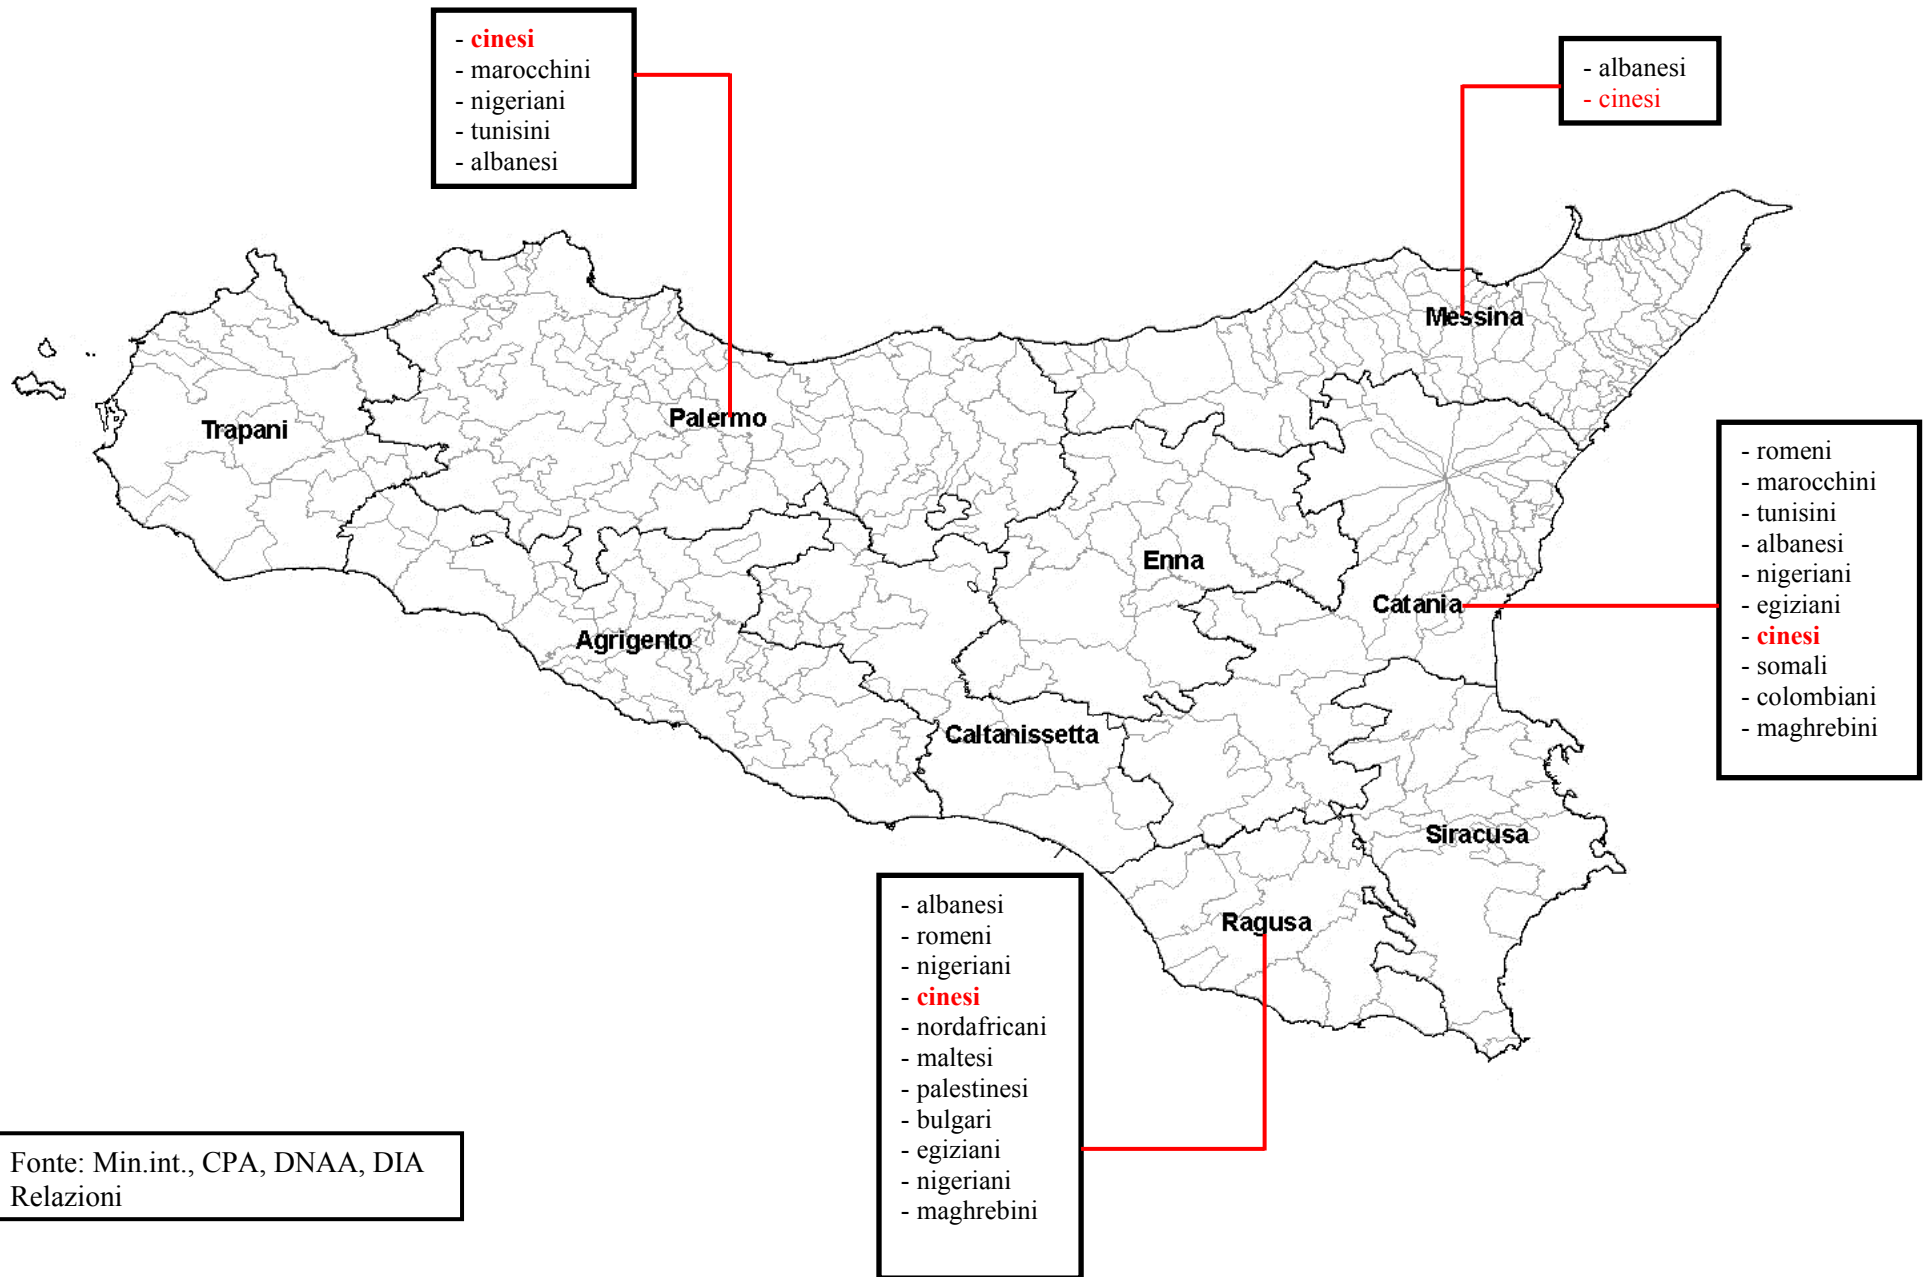 - cinesi
- marocchini
- nigeriani
- tunisini
- albanesi
- albanesi
- cinesi
Messina
Palermo
Trapani
- romeni
- marocchini
- tunisini
- albanesi
- nigeriani
- egiziani
- cinesi
- somali
- colombiani
- maghrebini
Enna
Catania
Agrigento
Caltanissetta
Siracusa
Ragusa
- albanesi
- romeni
- nigeriani
- cinesi
- nordafricani
- maltesi
- palestinesi
- bulgari
- egiziani
- nigeriani
- maghrebini
Fonte: Min.int., CPA, DNAA, DIA
Relazioni